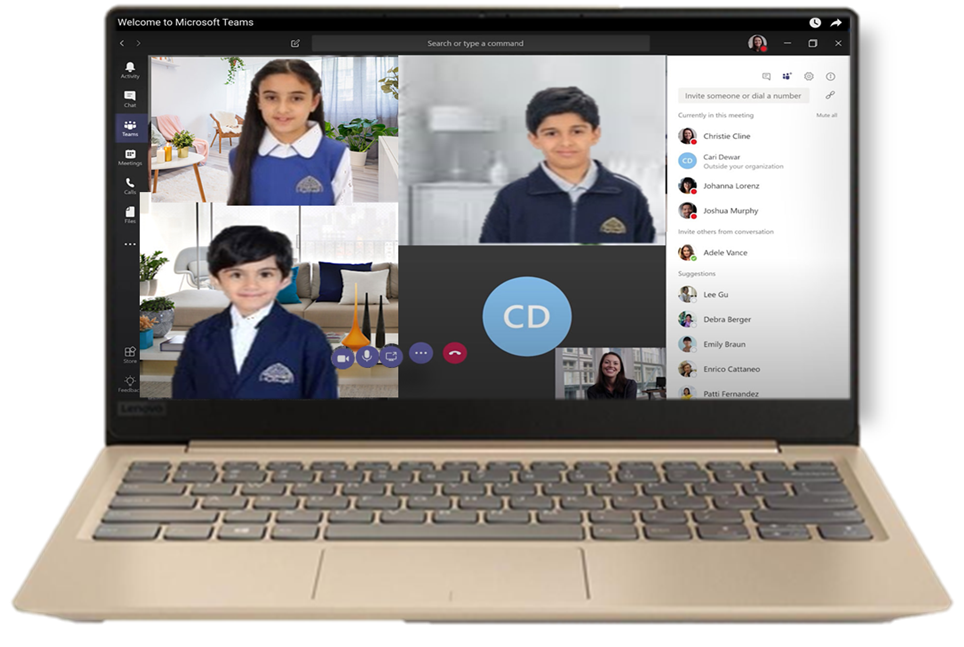 Welcome to Microsoft Teams
Search or type a command
Activity
Chat
Teams
Meetings
Calls
Files
Store
Invite someone or dial a number
Currently in this meeting
Mute all
Christie Cline
CD
Cari Dewar
Outside your organization
Johanna Lorenz
Joshua Murphy
Invite others from conversation
Adele Vance
Suggestions
Lee Gu
Debra Berger
Emily Braun
Enrico Cattaneo
Patti Fernandez
CD
Lenovo